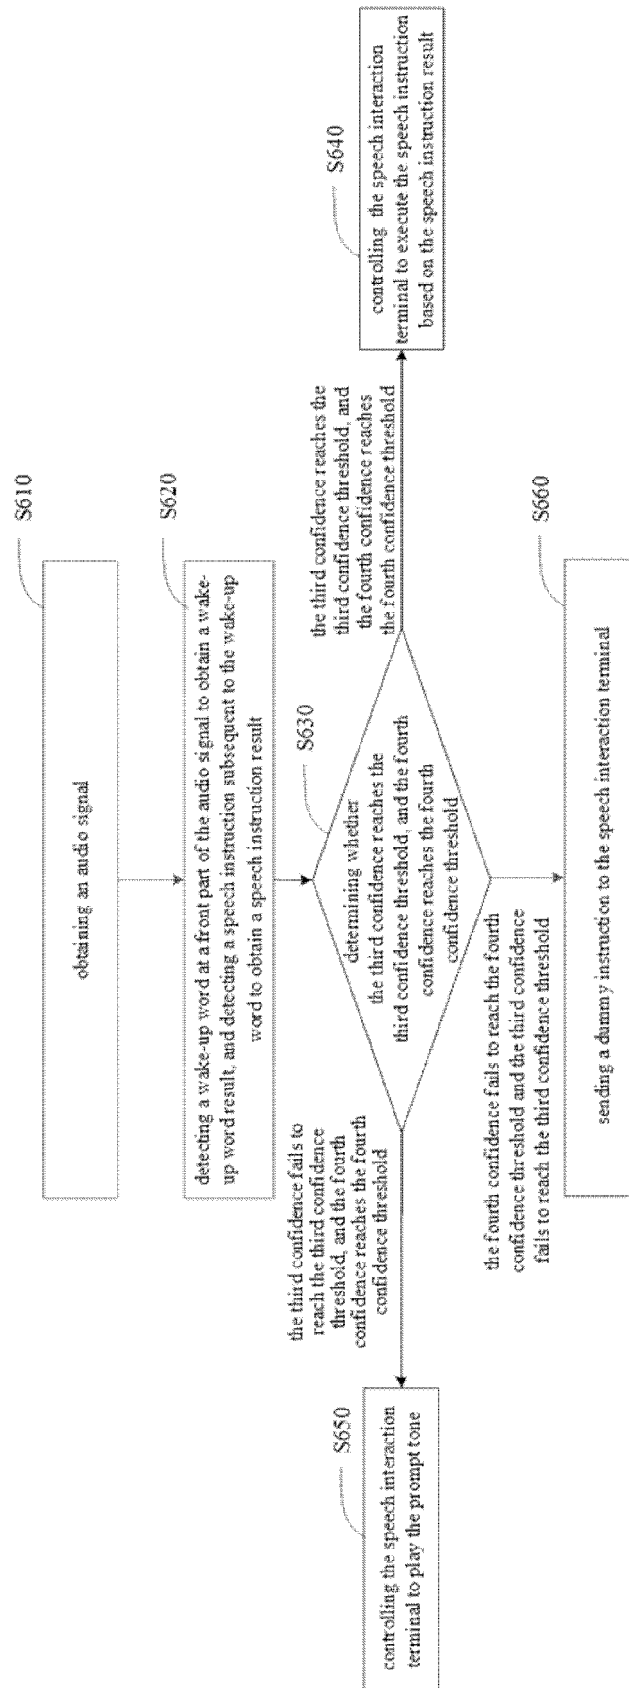 S610
obtaining an audio signal
S620
detecting a wake-up word at a front part of the audio signal to obtain a wake-
up word result, and detecting a speech instruction subsequent to the wake-up
word to obtain a speech instruction result
S630
determining whether
the third confidence reaches the
third confidence threshold, and the fourth
confidence reaches the fourth
confidence threshold
the third confidence fails to
reach the third confidence
threshold, and the fourth
confidence reaches the fourth
confidence threshold
the third confidence reaches the
third confidence threshold, and
the fourth confidence reaches
the fourth confidence threshold
S650
controlling the speech interaction
terminal to play the prompt tone
S640
controlling the speech interaction
terminal to execute the speech instruction
based on the speech instruction result
the fourth confidence fails to reach the fourth
confidence threshold and the third confidence
fails to reach the third confidence threshold
S660
sending a dummy instruction to the speech interaction terminal